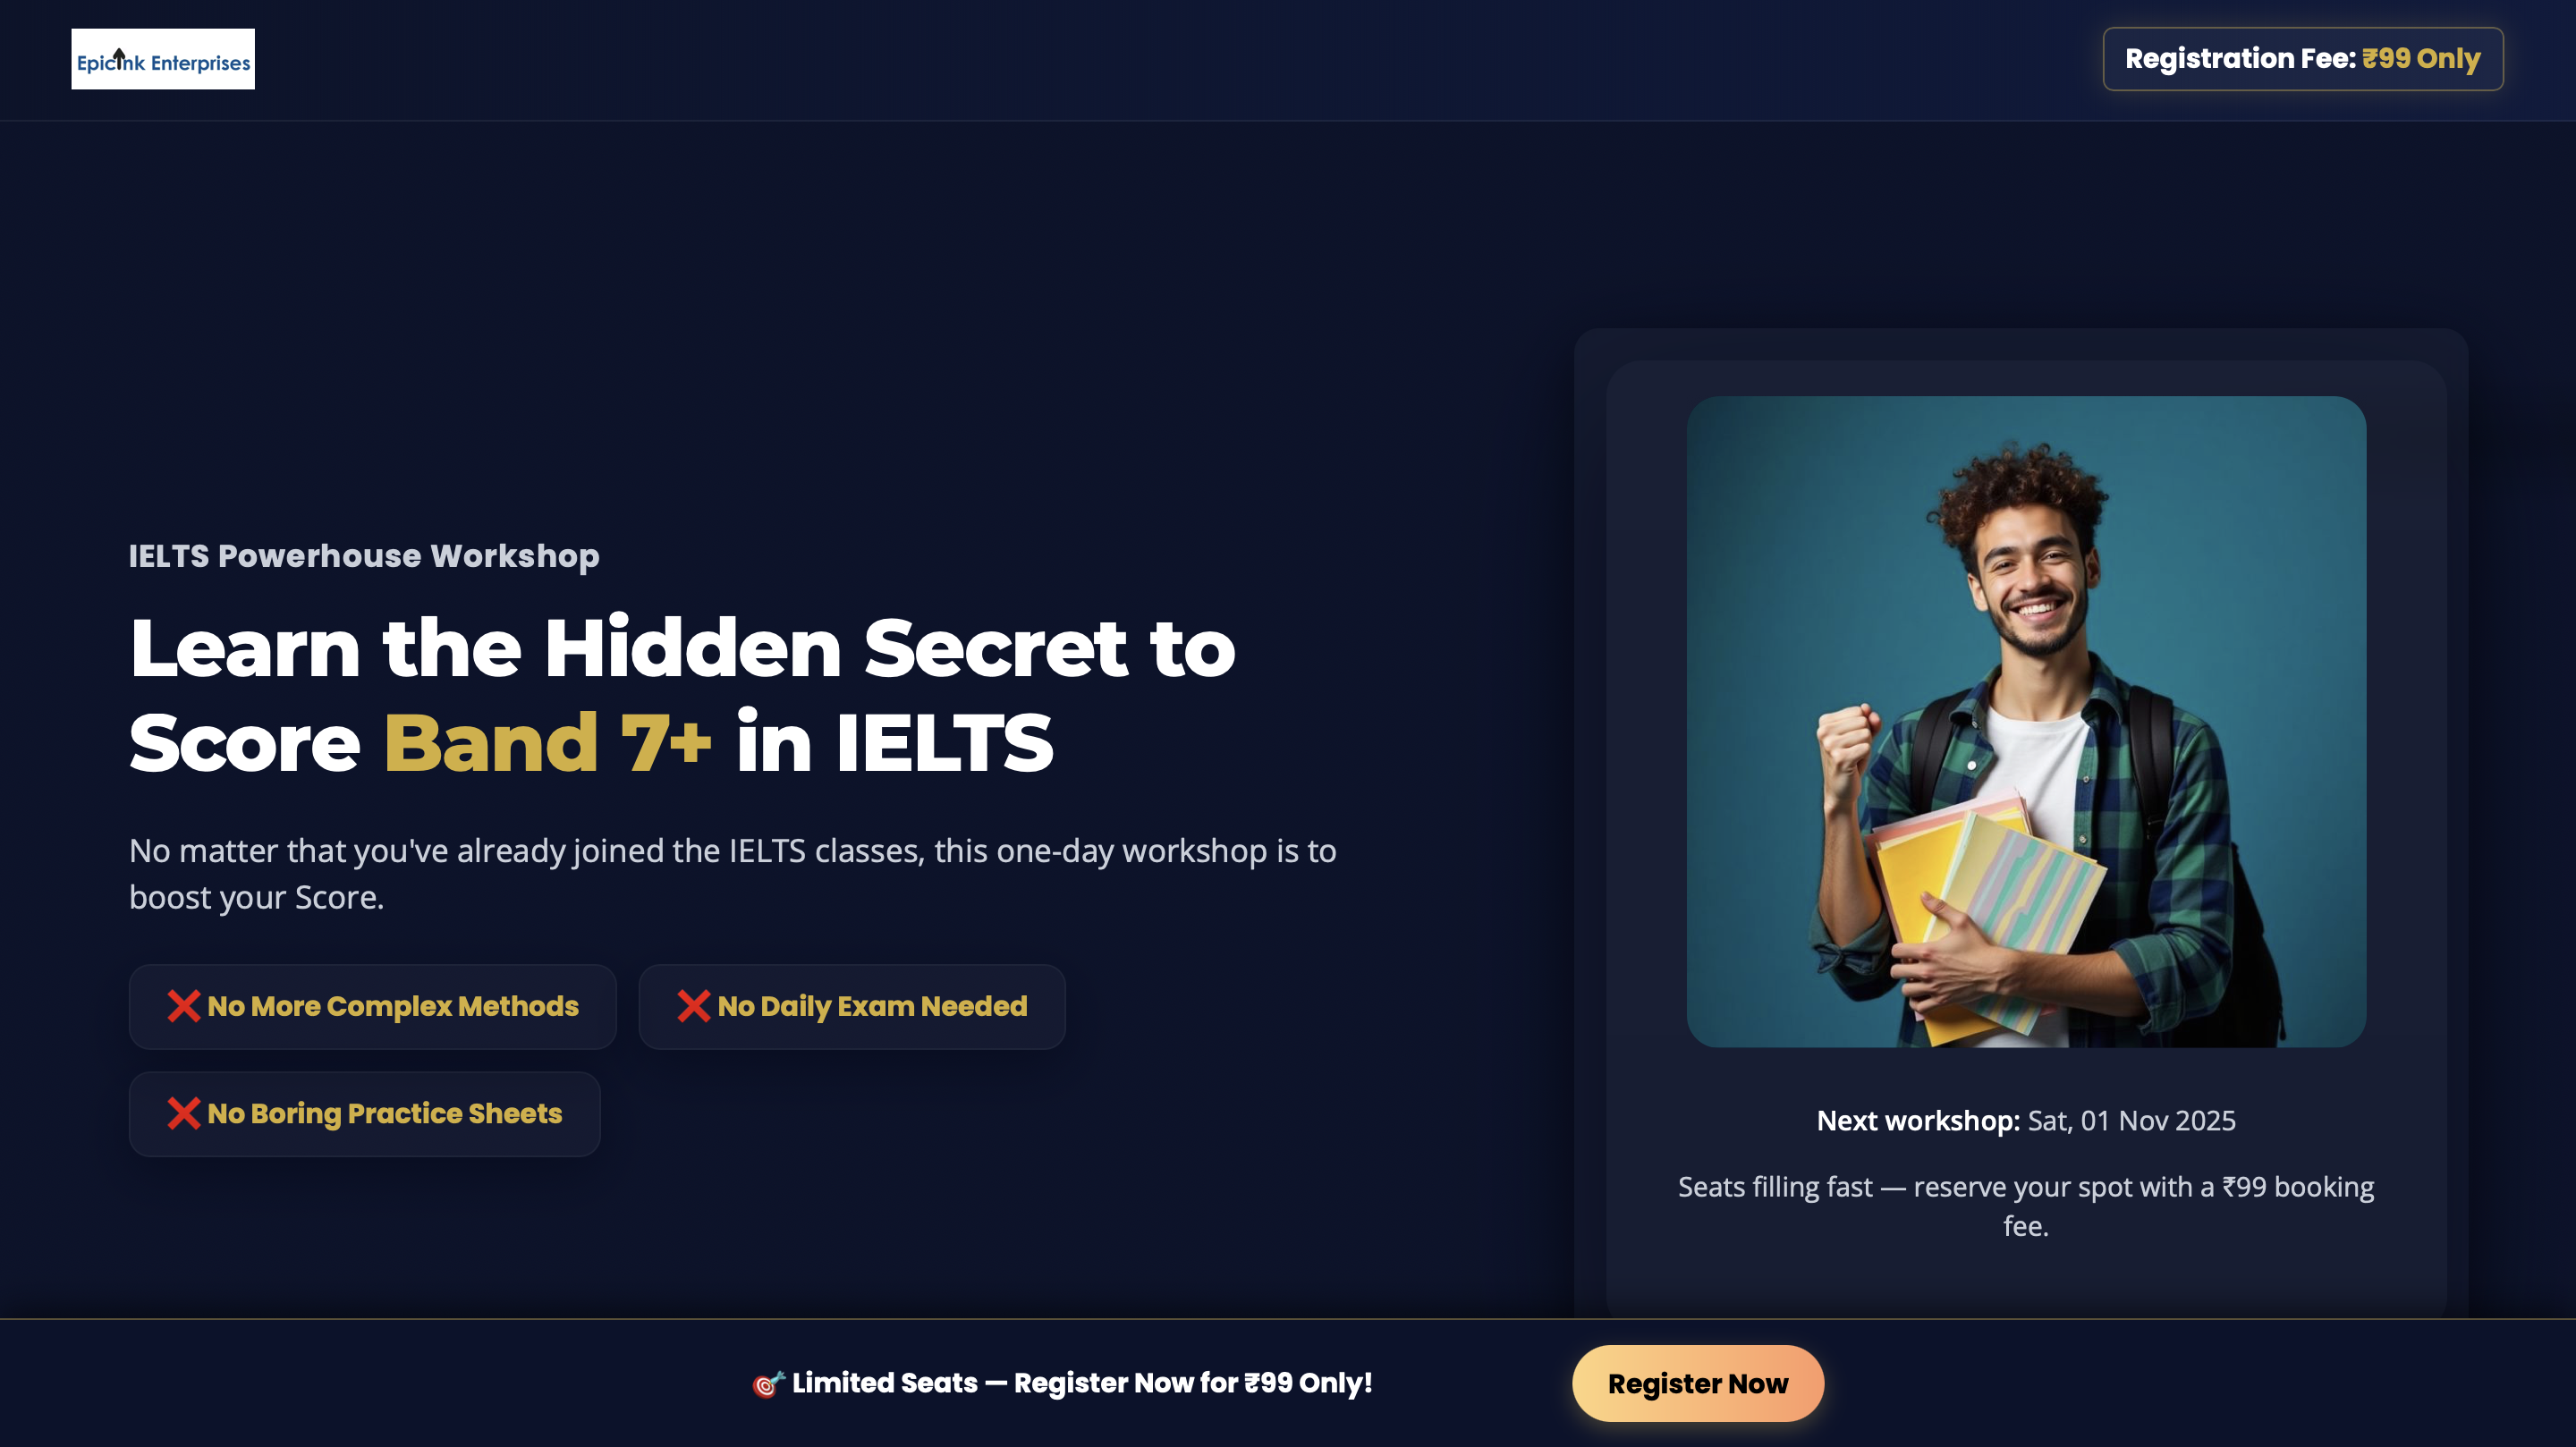 Epicink Enterprises
Registration Fee: ₹99 Only
IELTS Powerhouse Workshop
Learn the Hidden Secret to
Score Band 7+ in IELTS
No matter that you've already joined the IELTS classes, this one-day workshop is to
boost your Score.
❌ No More Complex Methods
❌ No Daily Exam Needed
❌ No Boring Practice Sheets
Next workshop: Sat, 01 Nov 2025
Seats filling fast — reserve your spot with a ₹99 booking
fee.
🎯 Limited Seats — Register Now for ₹99 Only!
Register Now